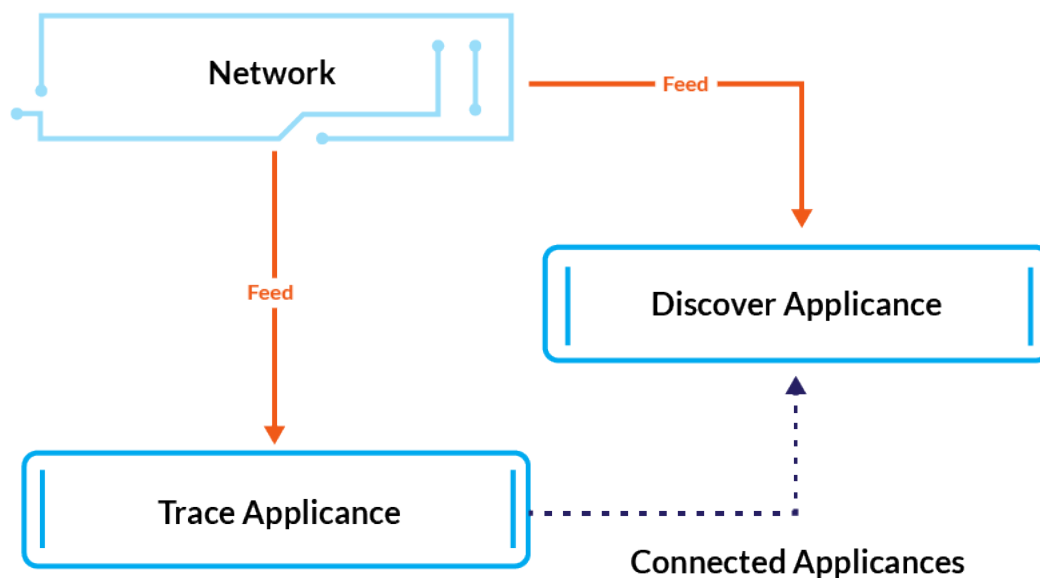 Network
Feed
Feed
Discover Applicance
Trace Applicance
Connected Applicances